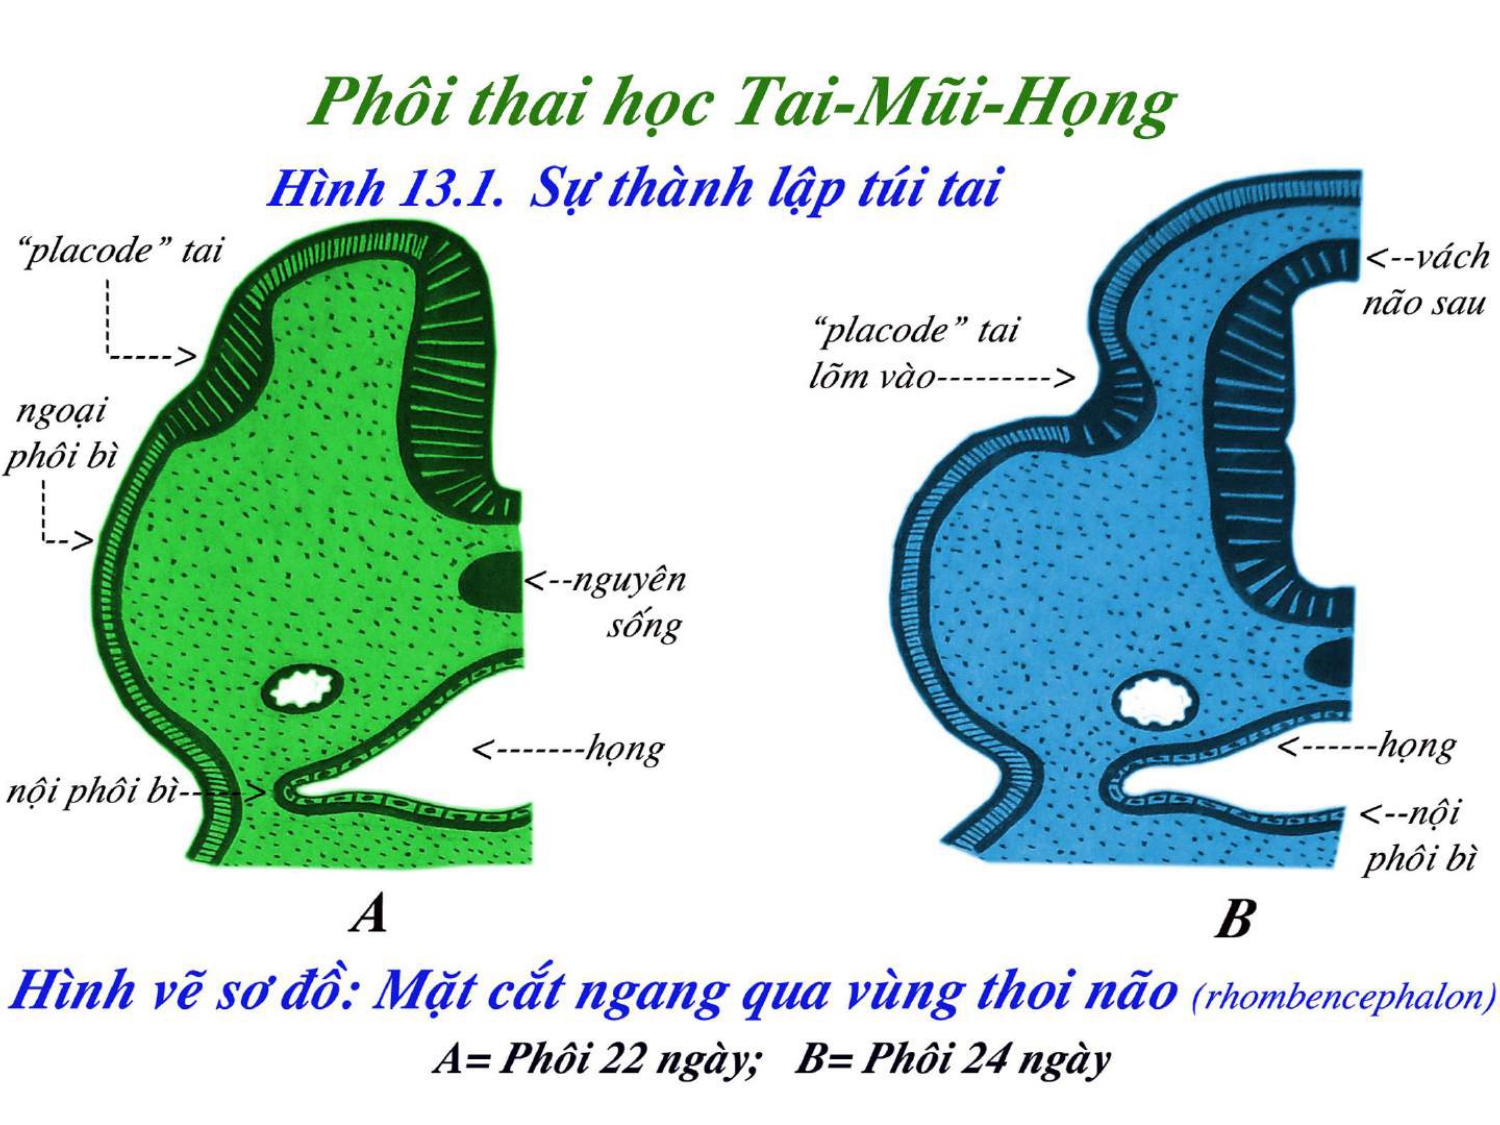 Phôi thai học Tai-Mũi-Họng
Hình 13.1. Sự thành lập túi tai
“placode” tai
ngoại
phôi bì
<--nguyên
sống
<-------họng
nội phôi bì----->
A
<--vách
não sau
“placode” tai
lõm vào--------->
<------họng
<--nội
phôi bì
B
Hình vẽ sơ đồ: Mặt cắt ngang qua vùng thoi não (rhombencephalon)
A= Phôi 22 ngày; B= Phôi 24 ngày